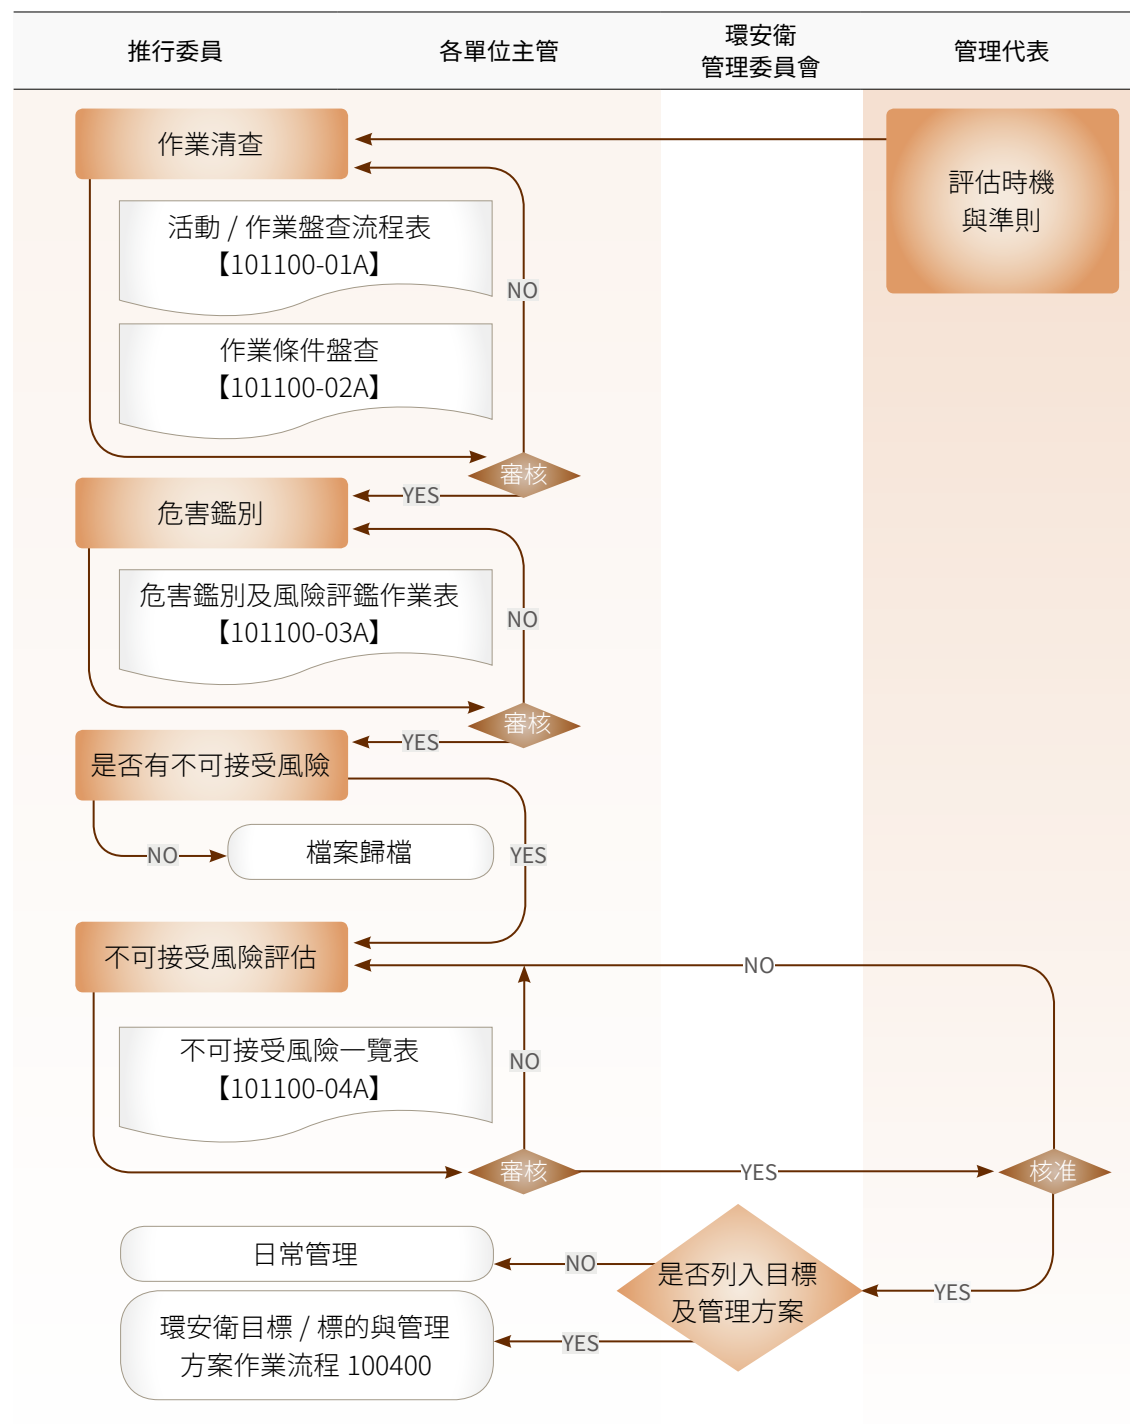 推行委員
各單位主管
環安衛
管理委員會
管理代表
作業清查
評估時機
與準則
活動 / 作業盤查流程表
【101100-01A】
NO
作業條件盤查
【101100-02A】
審核
YES
危害鑑別
危害鑑別及風險評鑑作業表
【101100-03A】
NO
審核
YES
是否有不可接受風險
NO
檔案歸檔
YES
不可接受風險評估
NO
不可接受風險一覽表
【101100-04A】
NO
審核
YES
核准
日常管理
NO
是否列入目標
及管理方案
YES
環安衛目標 / 標的與管理
方案作業流程 100400
YES